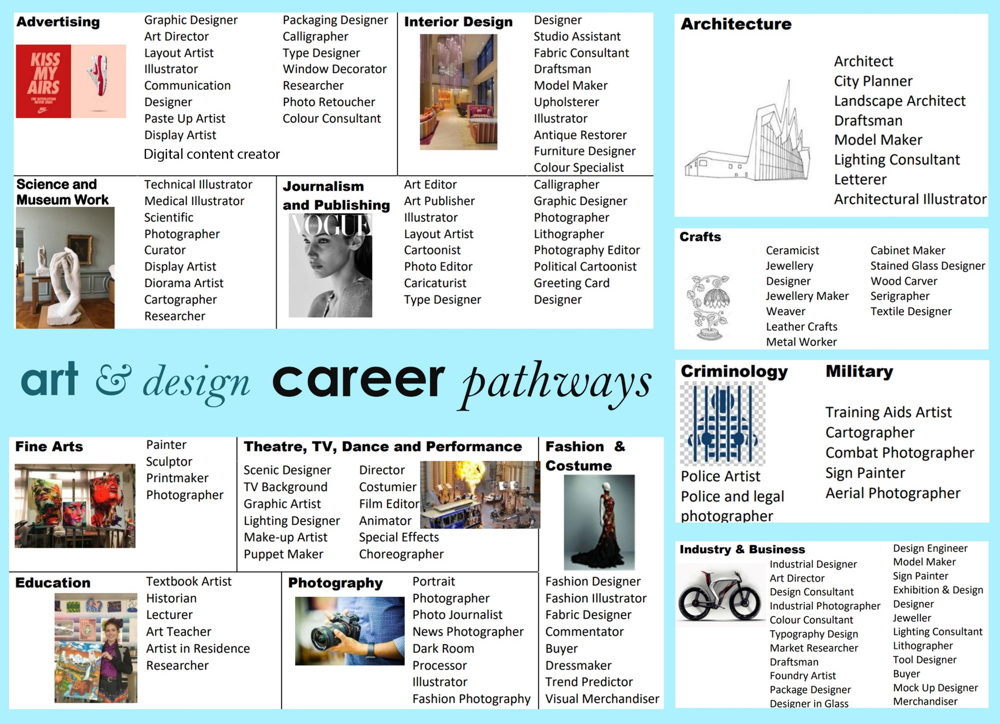 Advertising
KISS
MY
AIRS
THE REVOLUTION
NEVER ENDS
NIKE
Graphic Designer
Art Director
Layout Artist
Illustrator
Communication
Designer
Paste Up Artist
Display Artist
Digital content creator
Packaging Designer
Calligrapher
Type Designer
Window Decorator
Researcher
Photo Retoucher
Colour Consultant
Interior Design
Designer
Studio Assistant
Fabric Consultant
Draftsman
Model Maker
Upholsterer
Illustrator
Antique Restorer
Furniture Designer
Colour Specialist
Science and
Museum Work
Technical Illustrator
Medical Illustrator
Scientific
Photographer
Curator
Display Artist
Diorama Artist
Cartographer
Researcher
Journalism
and Publishing
VOGUE
Art Editor
Art Publisher
Illustrator
Layout Artist
Cartoonist
Photo Editor
Caricaturist
Type Designer
Calligrapher
Graphic Designer
Photographer
Lithographer
Photography Editor
Political Cartoonist
Greeting Card
Designer
Architecture
Architect
City Planner
Landscape Architect
Draftsman
Model Maker
Lighting Consultant
Letterer
Architectural Illustrator
Crafts
Ceramicist
Jewellery
Designer
Jewellery Maker
Weaver
Leather Crafts
Metal Worker
Cabinet Maker
Stained Glass Designer
Wood Carver
Serigrapher
Textile Designer
art & design career pathways
Criminology
Police Artist
Police and legal
photographer
Military
Training Aids Artist
Cartographer
Combat Photographer
Sign Painter
Aerial Photographer
Fine Arts
Painter
Sculptor
Printmaker
Photographer
Theatre, TV, Dance and Performance
Scenic Designer
TV Background
Graphic Artist
Lighting Designer
Make-up Artist
Puppet Maker
Director
Costumier
Film Editor
Animator
Special Effects
Choreographer
Fashion &
Costume
Fashion Designer
Fashion Illustrator
Fabric Designer
Commentator
Buyer
Dressmaker
Trend Predictor
Visual Merchandiser
Education
Textbook Artist
Historian
Lecturer
Art Teacher
Artist in Residence
Researcher
Photography
Portrait
Photographer
Photo Journalist
News Photographer
Dark Room
Processor
Illustrator
Fashion Photography
Industry & Business
Industrial Designer
Art Director
Design Consultant
Industrial Photographer
Colour Consultant
Typography Design
Market Researcher
Draftsman
Foundry Artist
Package Designer
Designer in Glass
Design Engineer
Model Maker
Sign Painter
Exhibition & Design
Designer
Jeweller
Lighting Consultant
Lithographer
Tool Designer
Buyer
Mock Up Designer
Merchandiser